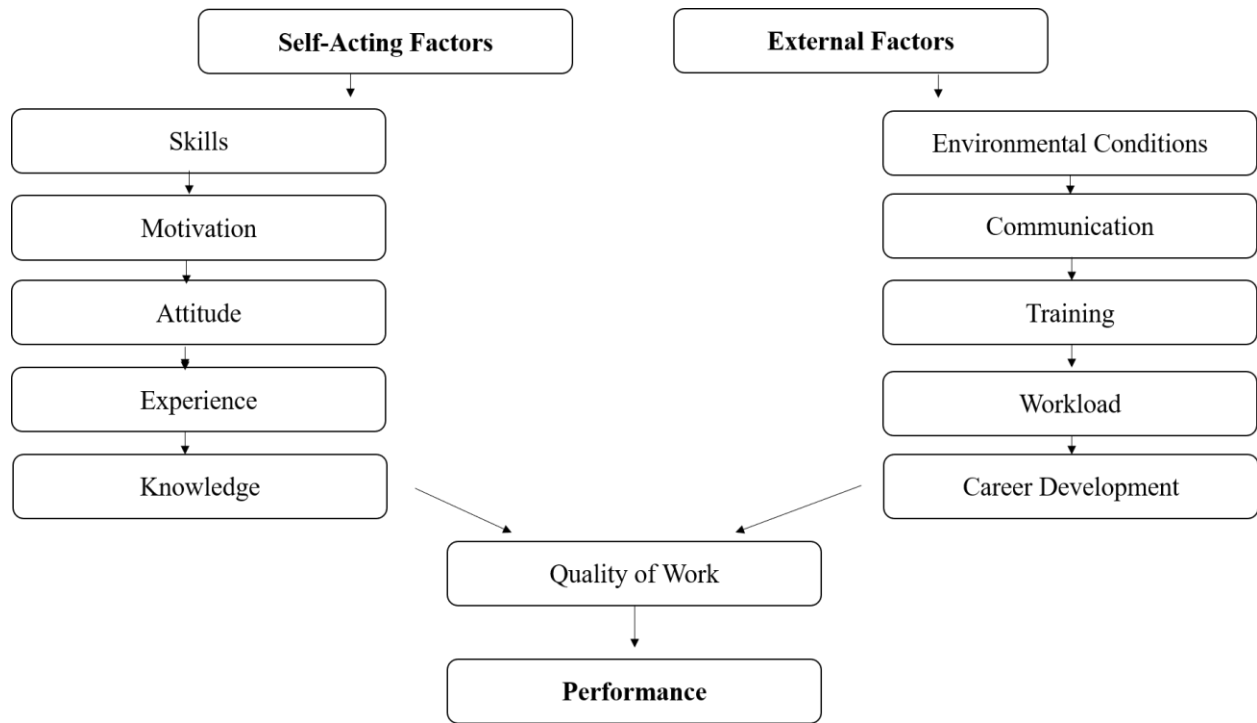 Self-Acting Factors
External Factors
Skills
Motivation
Attitude
Experience
Knowledge
Environmental Conditions
Communication
Training
Workload
Career Development
Quality of Work
Performance